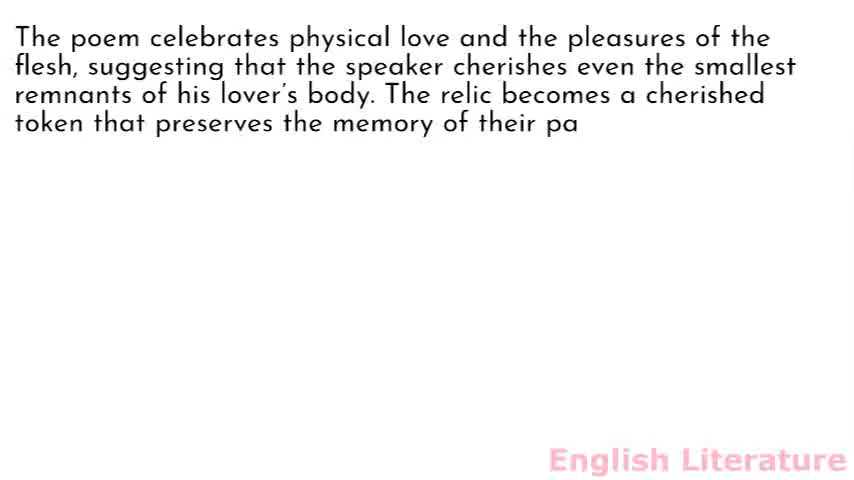 The poem celebrates physical love and the pleasures of the
flesh, suggesting that the speaker cherishes even the smallest
remnants of his lover's body. The relic becomes a cherished
token that preserves the memory of their pa
English Literature